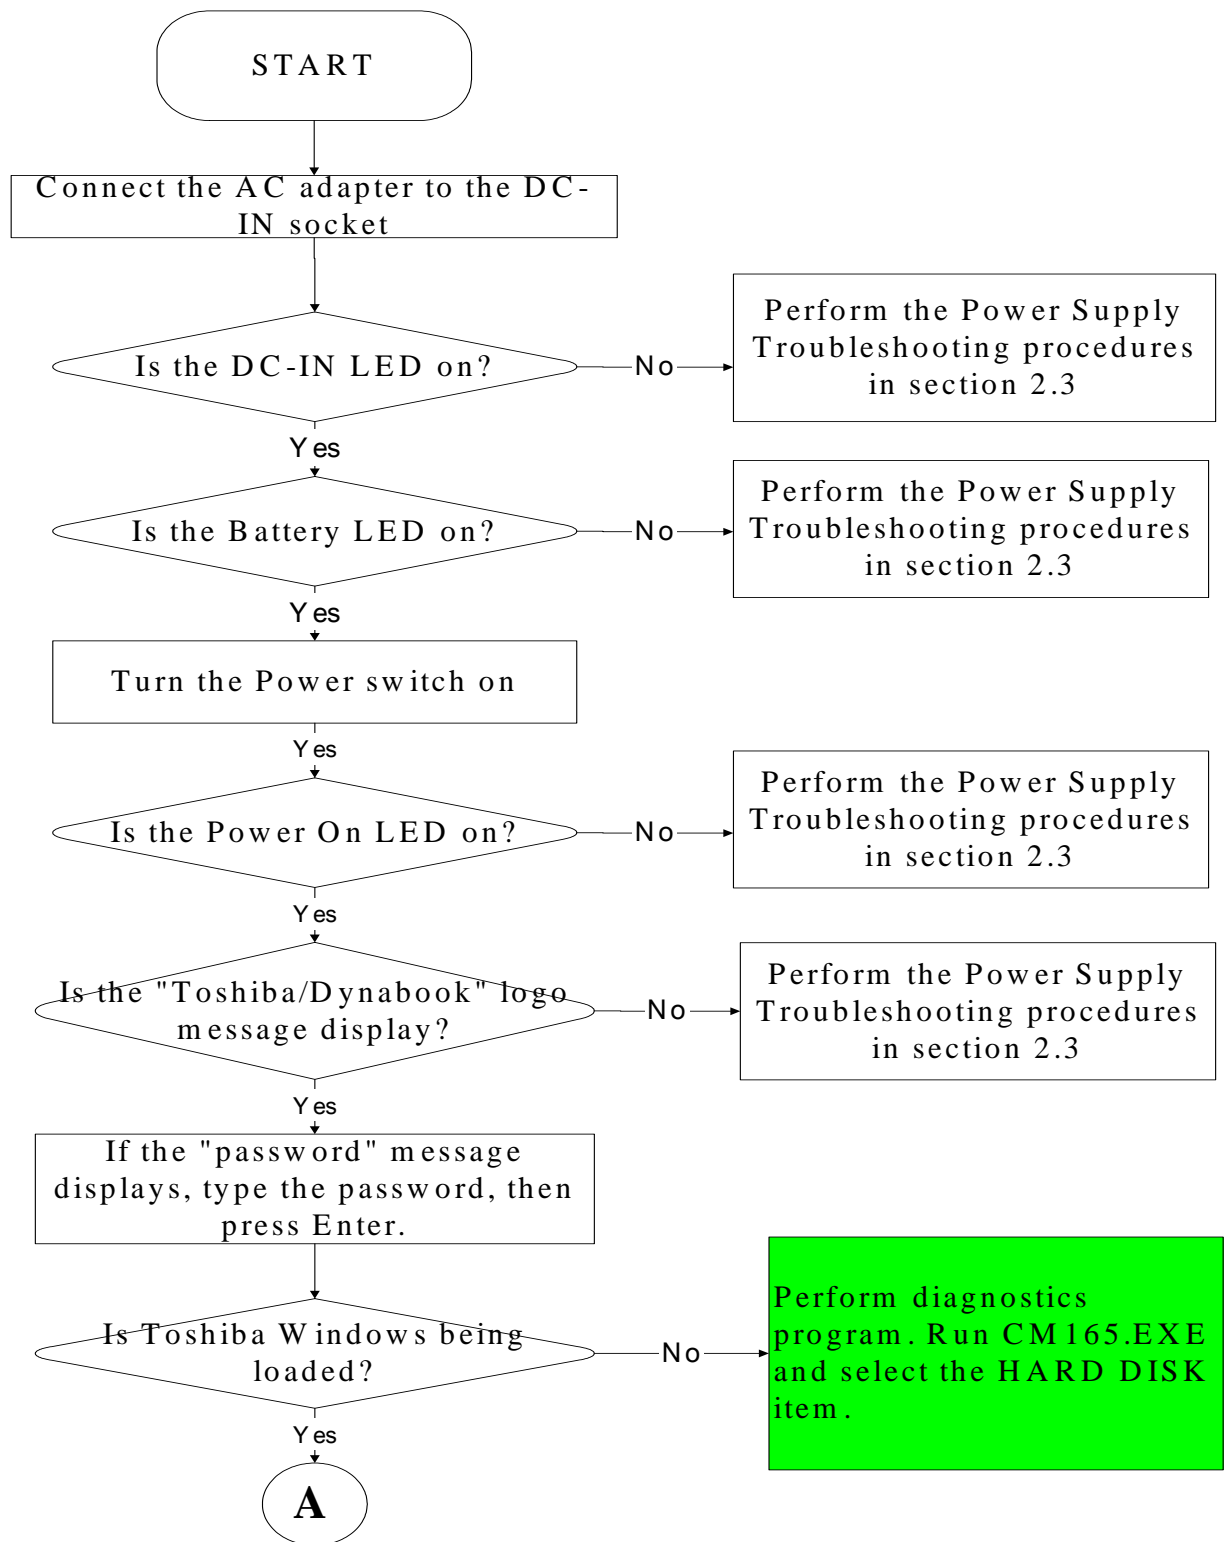 START
Connect the AC adapter to the DC-
IN socket
Is the DC-IN LED on?
No
Perform the Power Supply
Troubleshooting procedures
in section 2.3
Yes
Is the Battery LED on?
No
Perform the Power Supply
Troubleshooting procedures
in section 2.3
Yes
Turn the Power switch on
Yes
Is the Power On LED on?
No
Perform the Power Supply
Troubleshooting procedures
in section 2.3
Yes
Is the "Toshiba/Dynabook" logo
message display?
No
Perform the Power Supply
Troubleshooting procedures
in section 2.3
Yes
If the "password" message
displays, type the password, then
press Enter.
Is Toshiba Windows being
loaded?
No
Perform diagnostics
program. Run CM165.EXE
and select the HARD DISK
item.
Yes
A